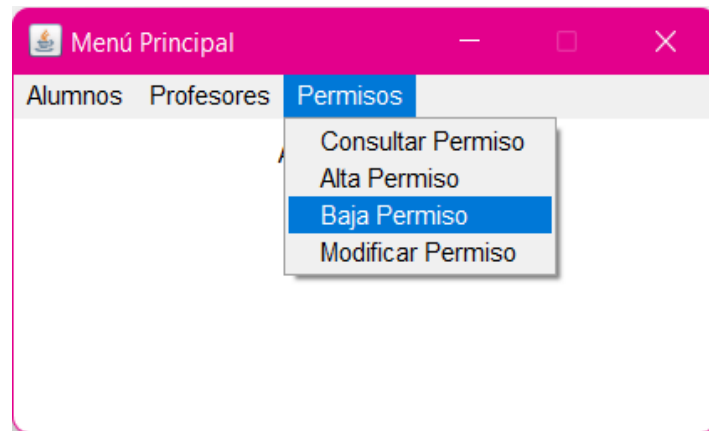 Menú Principal
Alumnos Profesores Permisos
Consultar Permiso
Alta Permiso
Baja Permiso
Modificar Permiso